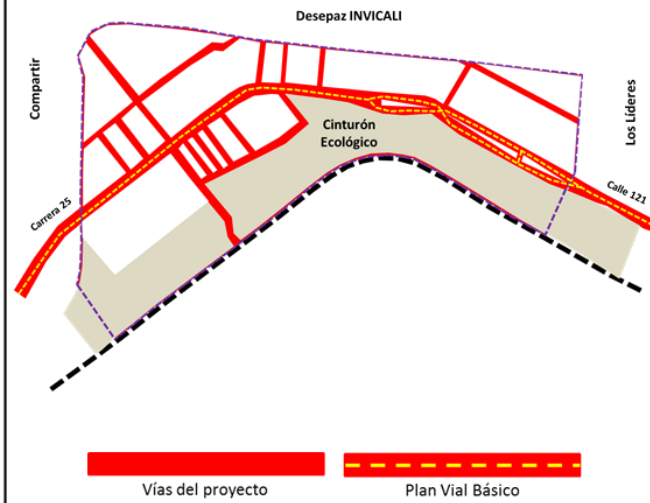 Desepaz INVICALI
Compartir
Los Líderes
Cinturón
Ecológico
Carrera 25
Calle 121
Vías del proyecto
Plan Vial Básico